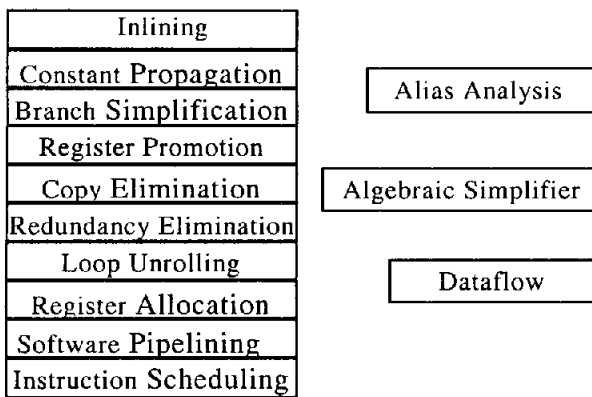 Inlining
Constant Propagation
Branch Simplification
Register Promotion
Copy Elimination
Redundancy Elimination
Loop Unrolling
Register Allocation
Software Pipelining
Instruction Scheduling
Alias Analysis
Algebraic Simplifier
Dataflow